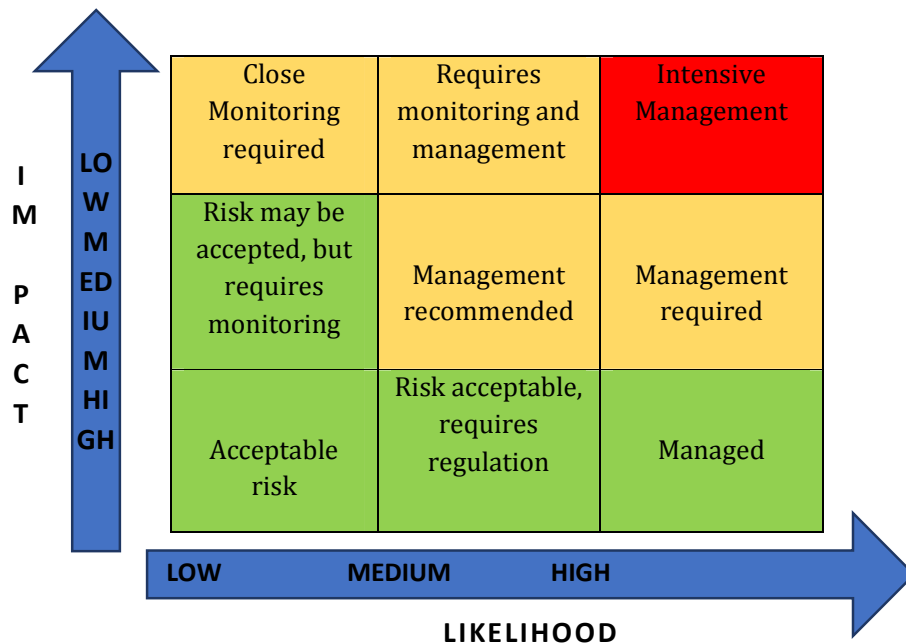 I
M
P
A
C
T
LO
W
M
ED
IU
M
HI
GH
Close
Monitoring
required
Requires
monitoring and
management
Intensive
Management
Risk may be
accepted, but
requires
monitoring
Management
recommended
Management
required
Acceptable
risk
Risk acceptable,
requires
regulation
Managed
LOW MEDIUM HIGH
LIKELIHOOD